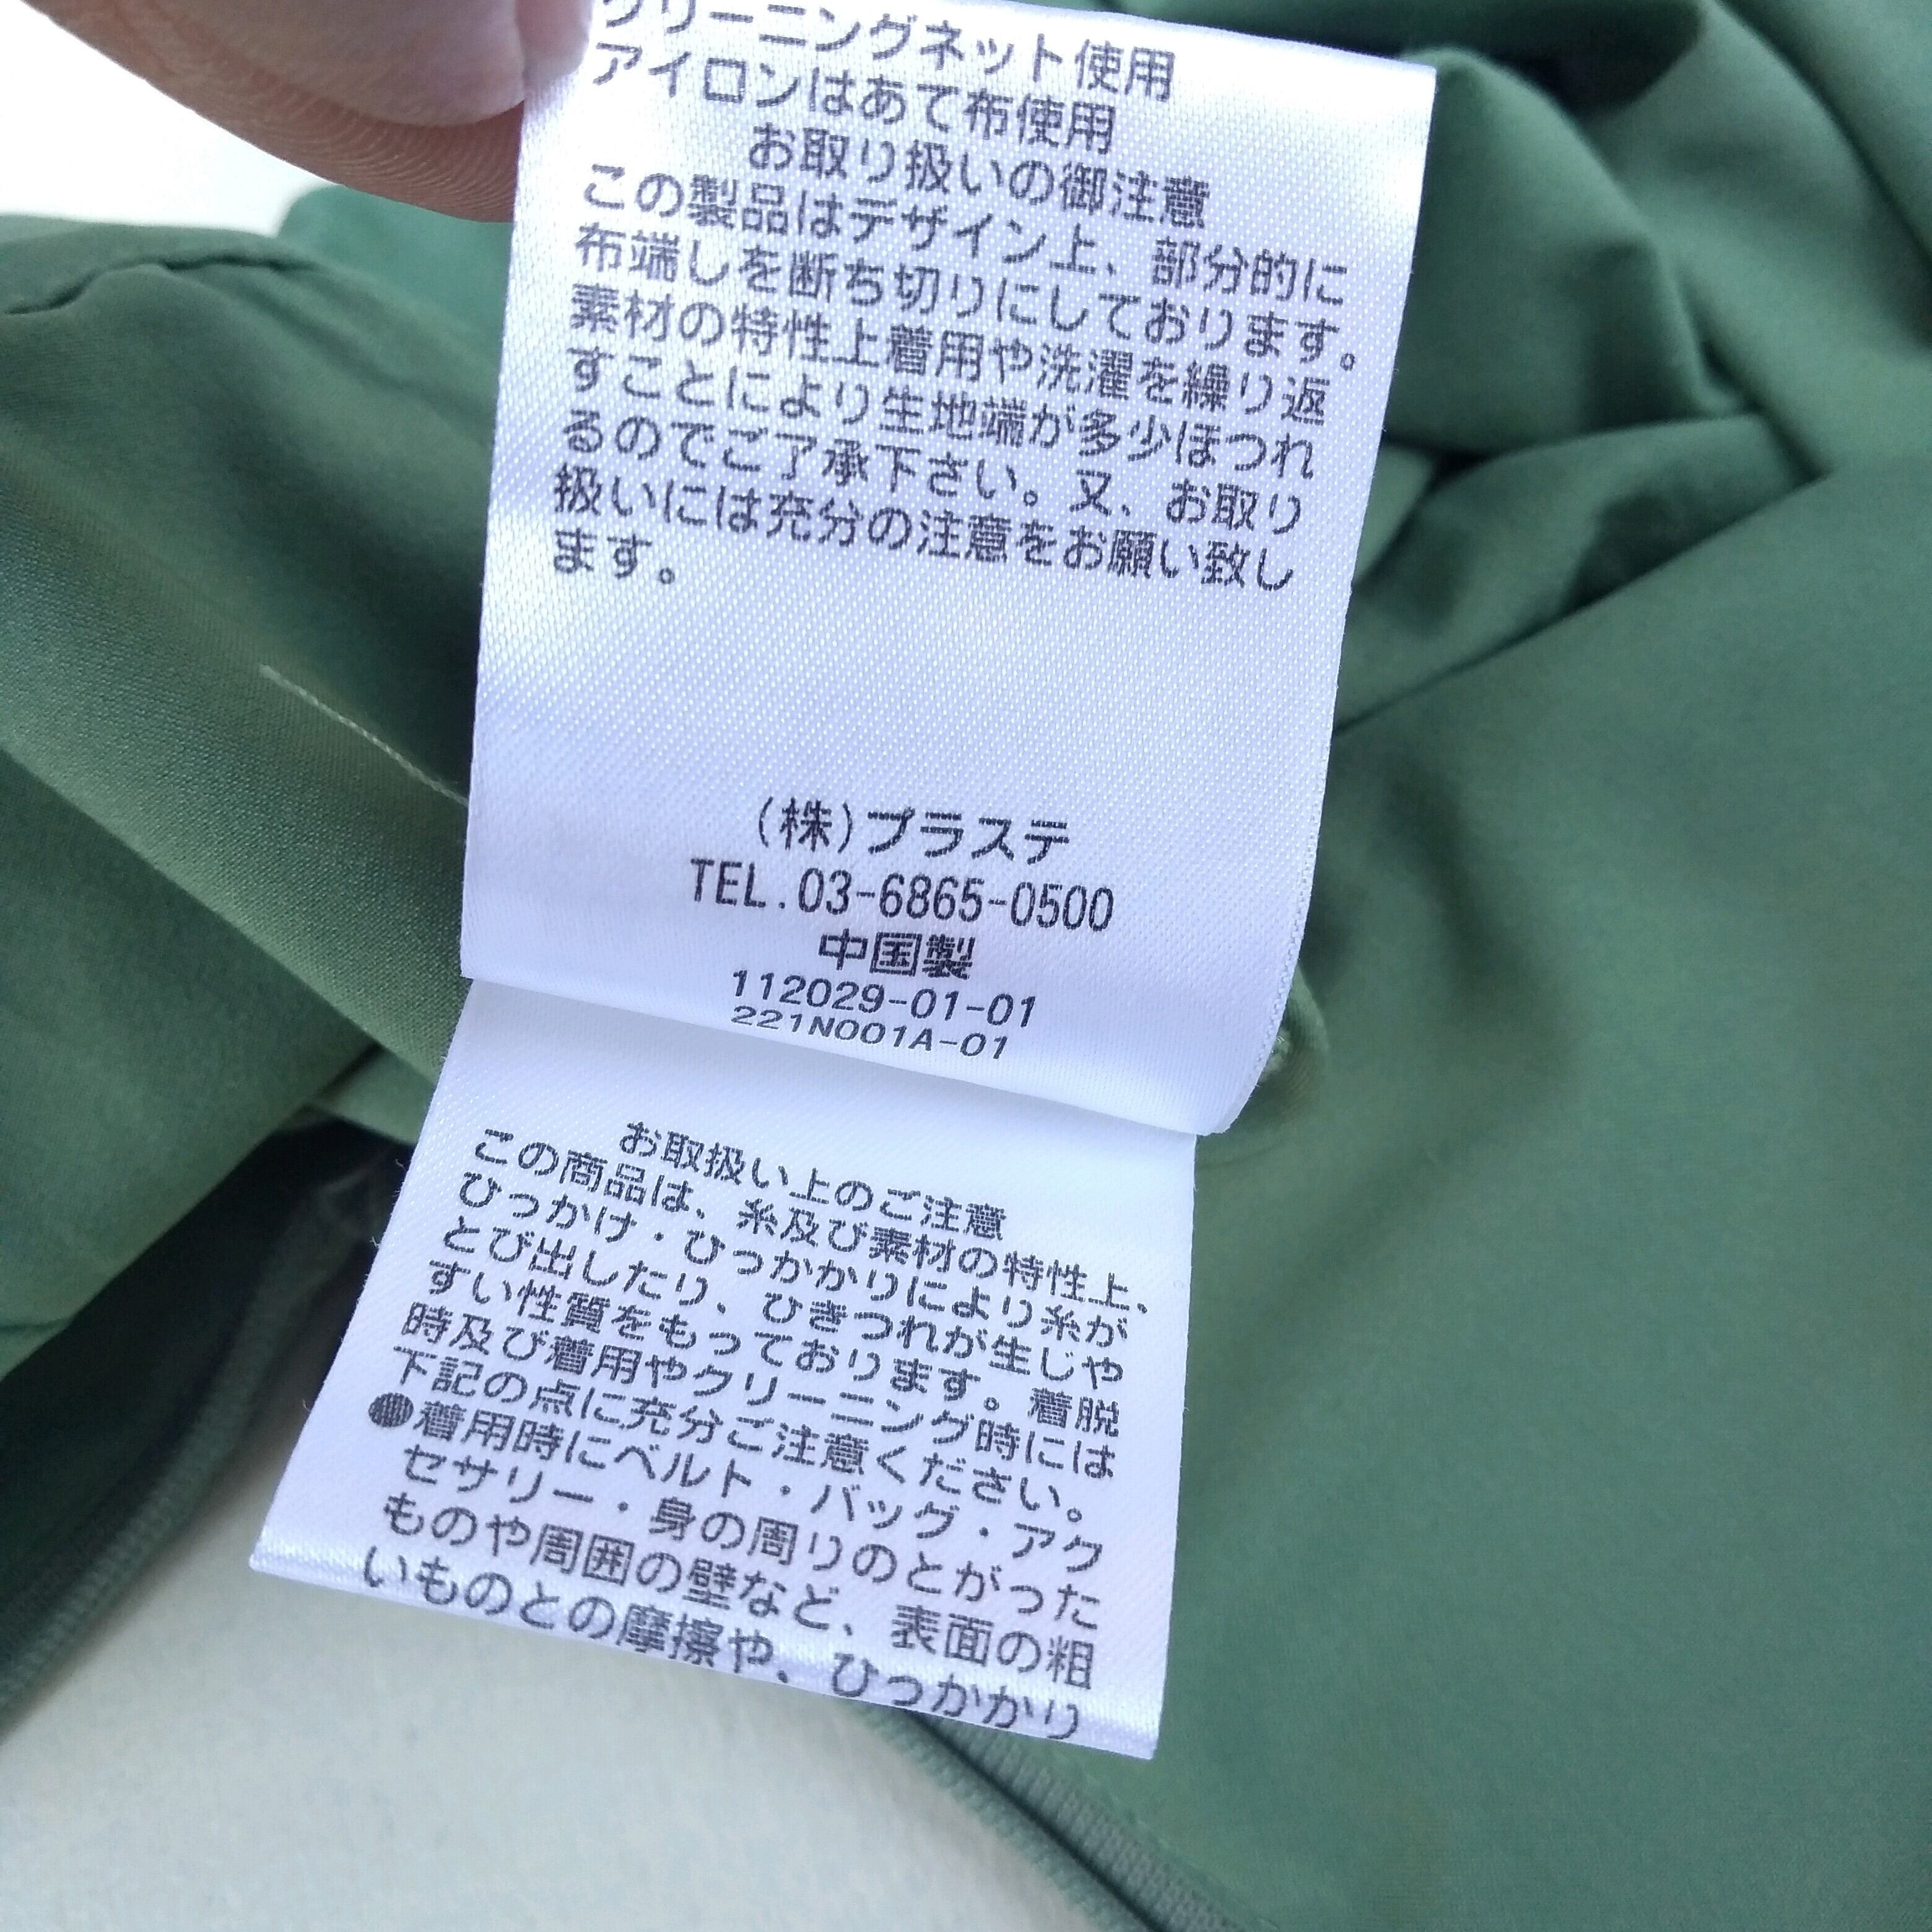 クリーニングネット使用
アイロンはあて布使用
お取り扱いの御注意
この製品はデザイン上、部分的に
布端しを断ち切りにしております。
素材の特性上着用や洗濯を繰り返
すことにより生地端が多少ほつれ
るのでご了承下さい。又、お取り
扱いには充分の注意をお願い致し
ます。
(株)プラステ
TEL.03-6865-0500
中国製
112029-01-01
221N001A-01
お取扱い上のご注意
この商品は、糸及び素材の特性上、
ひっかけ・ひっかかりにより糸が
とび出したり、ひきつれが生じや
すい性質をもっております。着脱
時及び着用やクリーニング時には
下記の点に充分ご注意ください。
●着用時にベルト・バッグ・アク
セサリー・身の周りのとがった
ものや周囲の壁など、表面の粗
いものとの摩擦や、ひっかかり